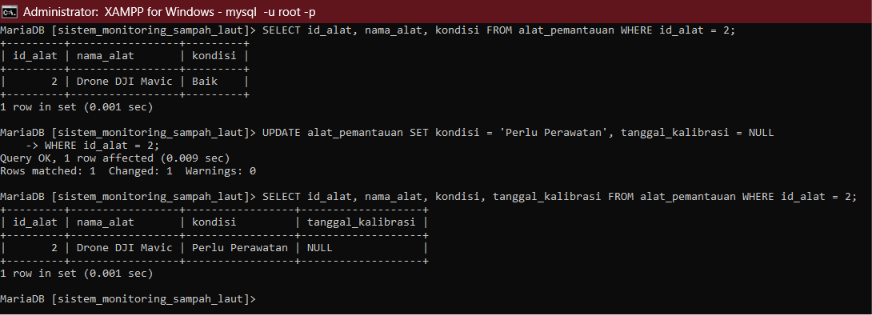 Administrator: XAMPP for Windows - mysql -u root -p
MariaDB [sistem_monitoring_sampah_laut]> SELECT id_alat, nama_alat, kondisi FROM alat_pemantauan WHERE id_alat = 2;
+---------+-----------------+---------+
| id_alat | nama_alat       | kondisi |
+---------+-----------------+---------+
|       2 | Drone DJI Mavic | Baik    |
+---------+-----------------+---------+
1 row in set (0.001 sec)
MariaDB [sistem_monitoring_sampah_laut]> UPDATE alat_pemantauan SET kondisi = 'Perlu Perawatan', tanggal_kalibrasi = NULL
    -> WHERE id_alat = 2;
Query OK, 1 row affected (0.009 sec)
Rows matched: 1  Changed: 1  Warnings: 0
MariaDB [sistem_monitoring_sampah_laut]> SELECT id_alat, nama_alat, kondisi, tanggal_kalibrasi FROM alat_pemantauan WHERE id_alat = 2;
+---------+-----------------+-----------------+-------------------+
| id_alat | nama_alat       | kondisi         | tanggal_kalibrasi |
+---------+-----------------+-----------------+-------------------+
|       2 | Drone DJI Mavic | Perlu Perawatan | NULL              |
+---------+-----------------+-----------------+-------------------+
1 row in set (0.001 sec)
MariaDB [sistem_monitoring_sampah_laut]>